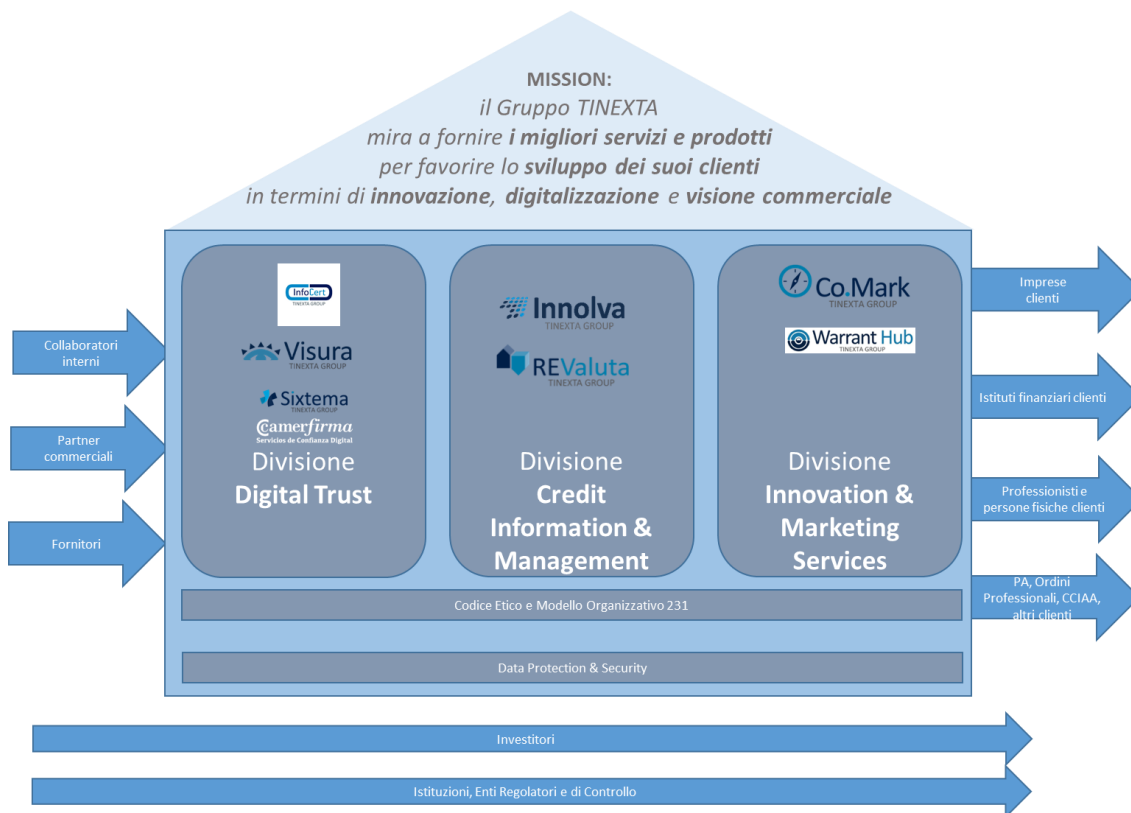 MISSION:
il Gruppo TINEXTA
mira a fornire i migliori servizi e prodotti
per favorire lo sviluppo dei suoi clienti
in termini di innovazione, digitalizzazione e visione commerciale
Collaboratori
interni
Partner
commerciali
Fornitori
InfoCert
TINEXTA GROUP
Visura
TINEXTA GROUP
Sixtema
TINEXTA GROUP
Camerfirma
Servicios de Confianza Digital
Divisione
Digital Trust
Innolva
TINEXTA GROUP
REValuta
TINEXTA GROUP
Divisione
Credit
Information &
Management
Co.Mark
TINEXTA GROUP
Warrant Hub
TINEXTA GROUP
Divisione
Innovation &
Marketing
Services
Imprese
clienti
Istituti finanziari clienti
Professionisti e
persone fisiche clienti
PA, Ordini
Professionali, CCIAA,
altri clienti
Codice Etico e Modello Organizzativo 231
Data Protection & Security
Investitori
Istituzioni, Enti Regolatori e di Controllo